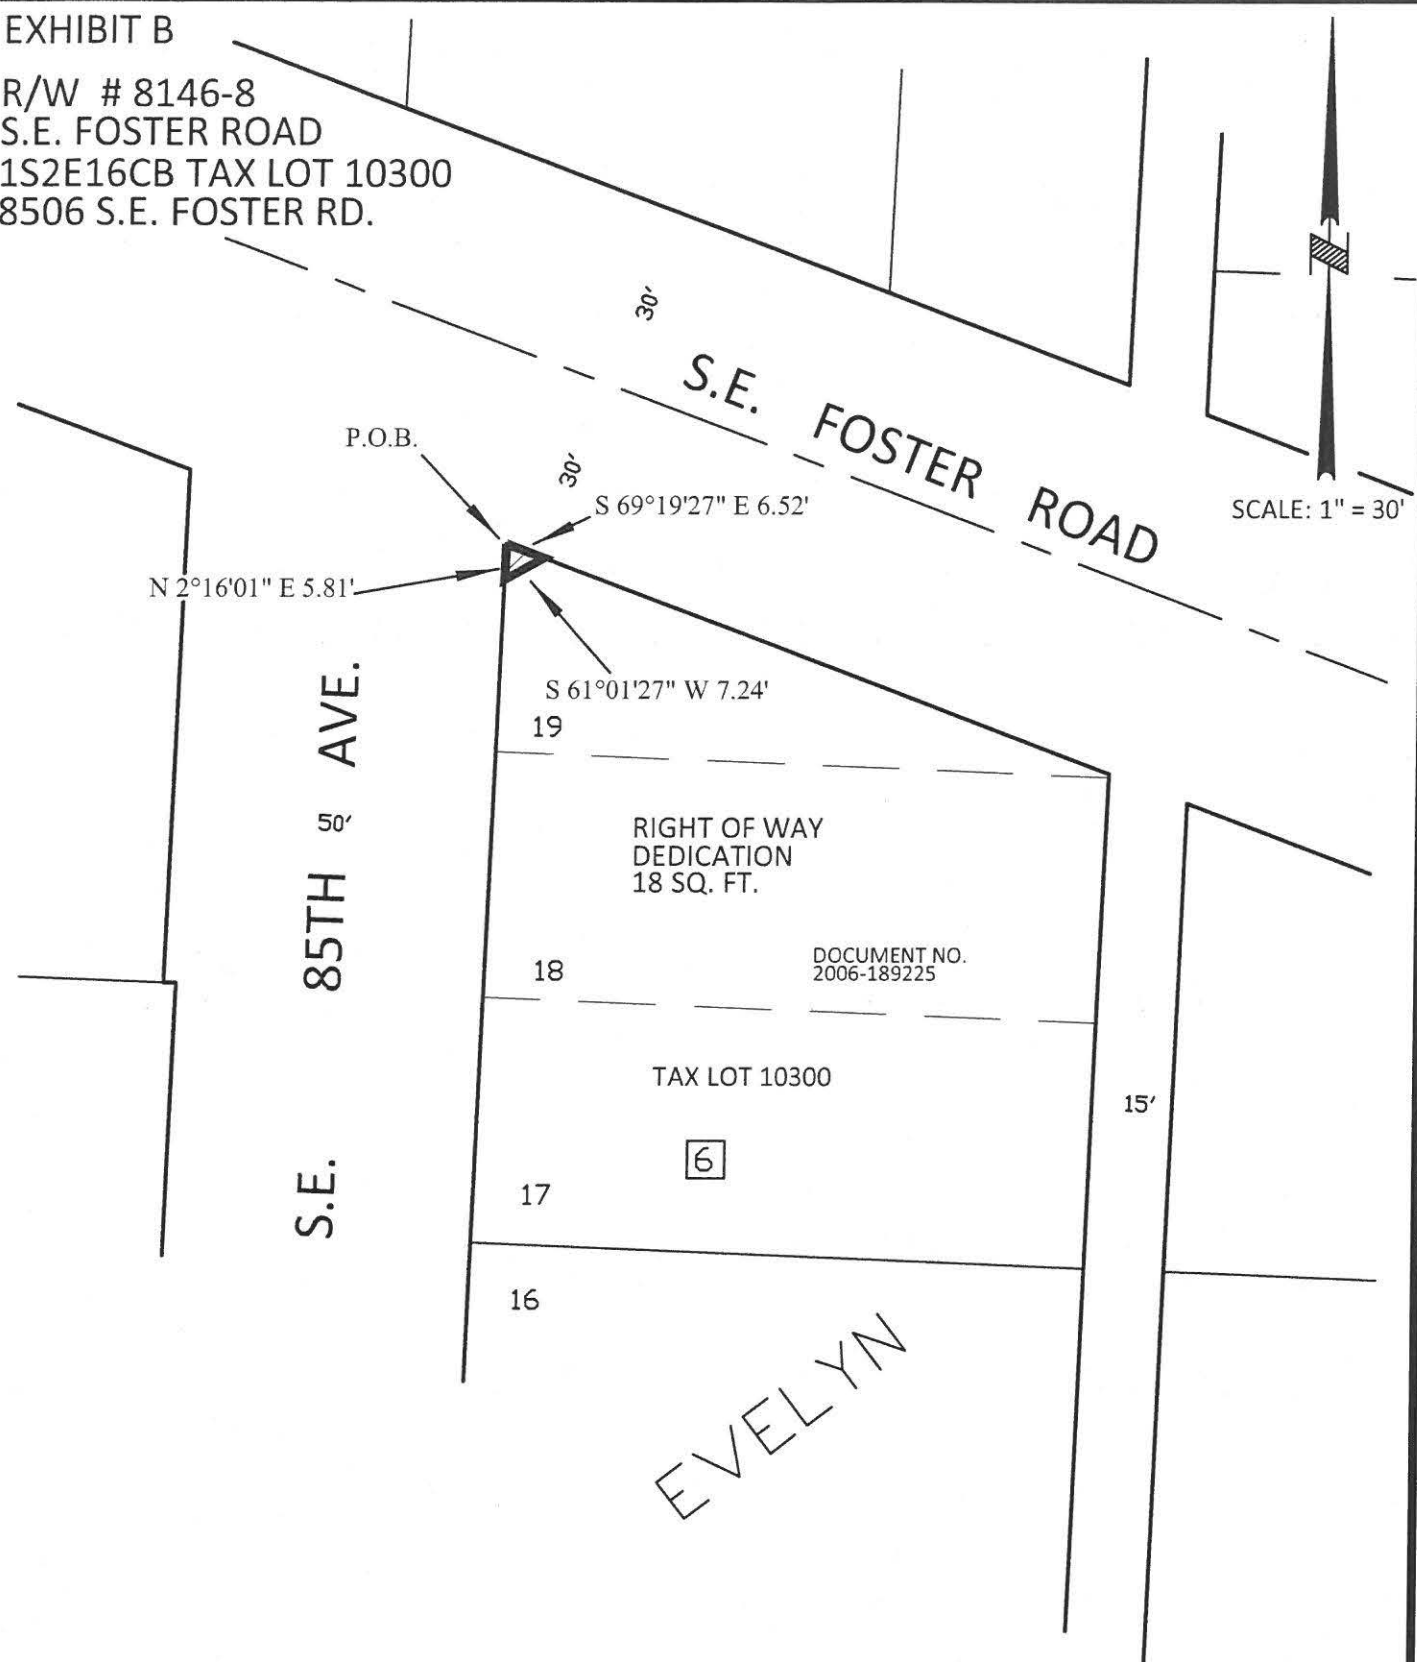 EXHIBIT B
R/W # 8146-8
S.E. FOSTER ROAD
1S2E16CB TAX LOT 10300
8506 S.E. FOSTER RD.
30'
S.E. FOSTER ROAD
SCALE: 1" = 30'
P.O.B.
30'
S 69°19'27" E 6.52'
N 2°16'01" E 5.81'
S 61°01'27" W 7.24'
19
S.E. 85TH AVE.
50'
RIGHT OF WAY
DEDICATION
18 SQ. FT.
DOCUMENT NO.
2006-189225
18
TAX LOT 10300
15'
6
17
16
EVELYN